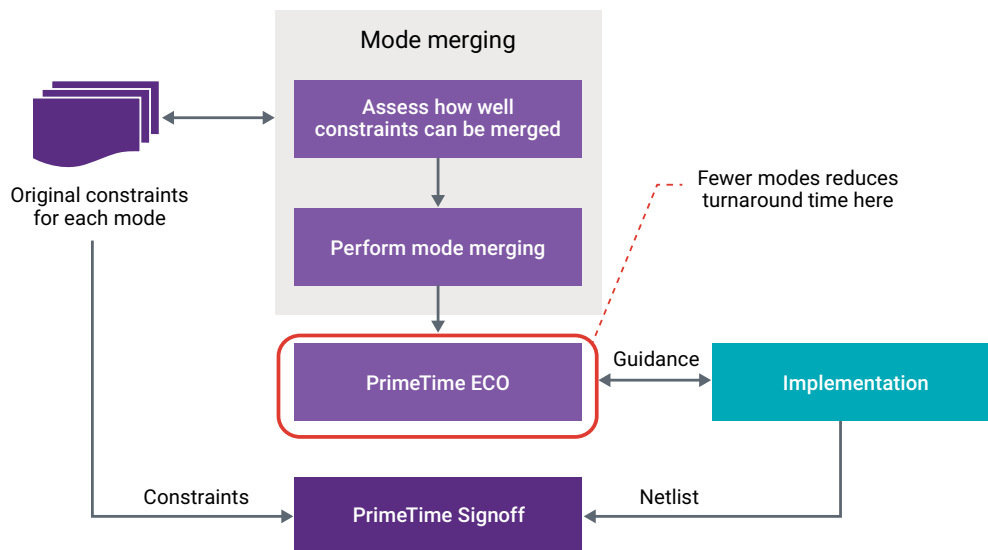 Mode merging
Assess how well
constraints can be merged
Original constraints
for each mode
Fewer modes reduces
turnaround time here
Perform mode merging
PrimeTime ECO
Guidance
Implementation
Constraints
PrimeTime Signoff
Netlist